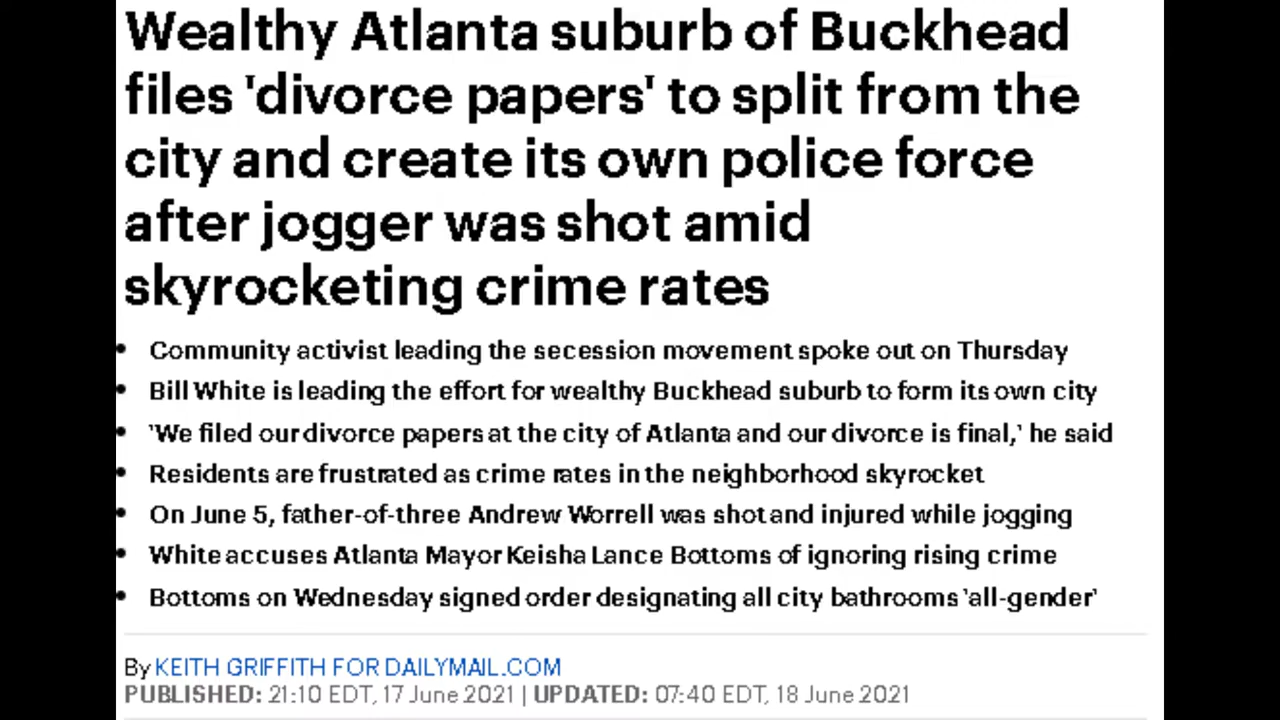 Wealthy Atlanta suburb of Buckhead
files 'divorce papers' to split from the
city and create its own police force
after jogger was shot amid
skyrocketing crime rates
• Community activist leading the secession movement spoke out on Thursday
• Bill White is leading the effort for wealthy Buckhead suburb to form its own city
• 'We filed our divorce papers at the city of Atlanta and our divorce is final,' he said
• Residents are frustrated as crime rates in the neighborhood skyrocket
• On June 5, father-of-three Andrew Worrell was shot and injured while jogging
• White accuses Atlanta Mayor Keisha Lance Bottoms of ignoring rising crime
• Bottoms on Wednesday signed order designating all city bathrooms 'all-gender'
By KEITH GRIFFITH FOR DAILYMAIL.COM
PUBLISHED: 21:10 EDT, 17 June 2021 | UPDATED: 07:40 EDT, 18 June 2021